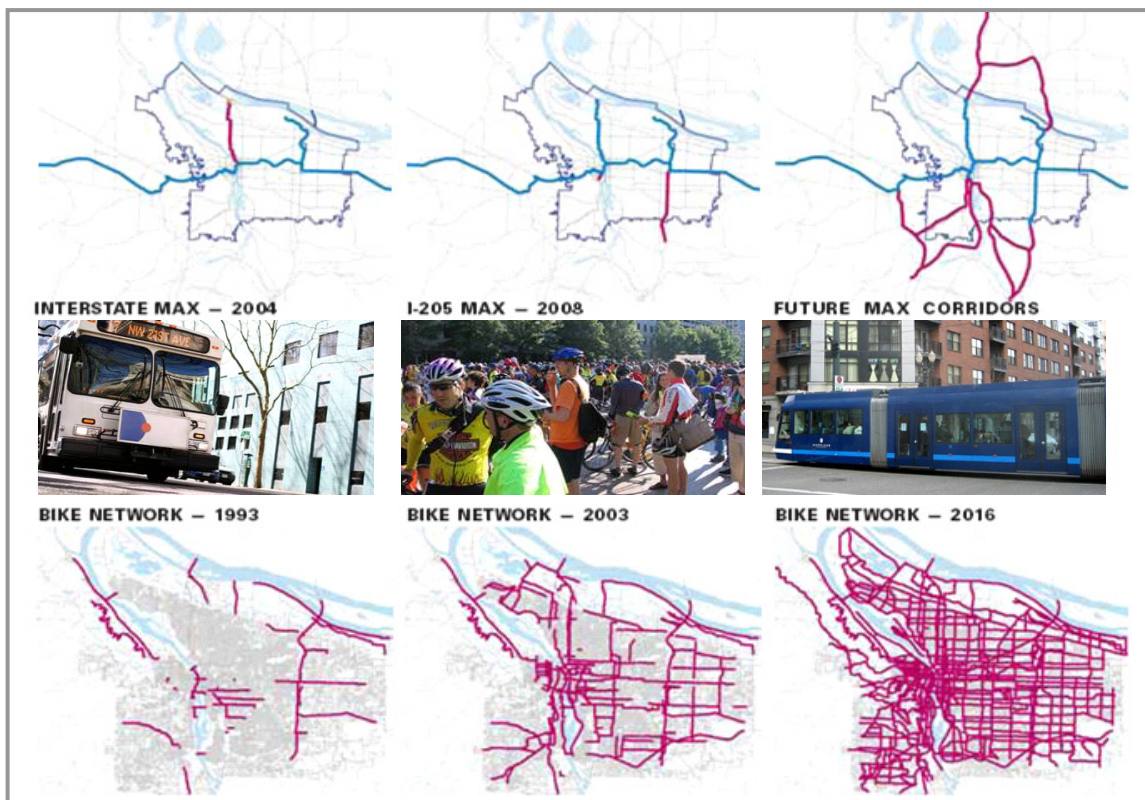 INTERSTATE MAX – 2004
I-205 MAX – 2008
FUTURE MAX CORRIDORS
NW 21ST AVE
BIKE NETWORK – 1993
BIKE NETWORK – 2003
BIKE NETWORK – 2016